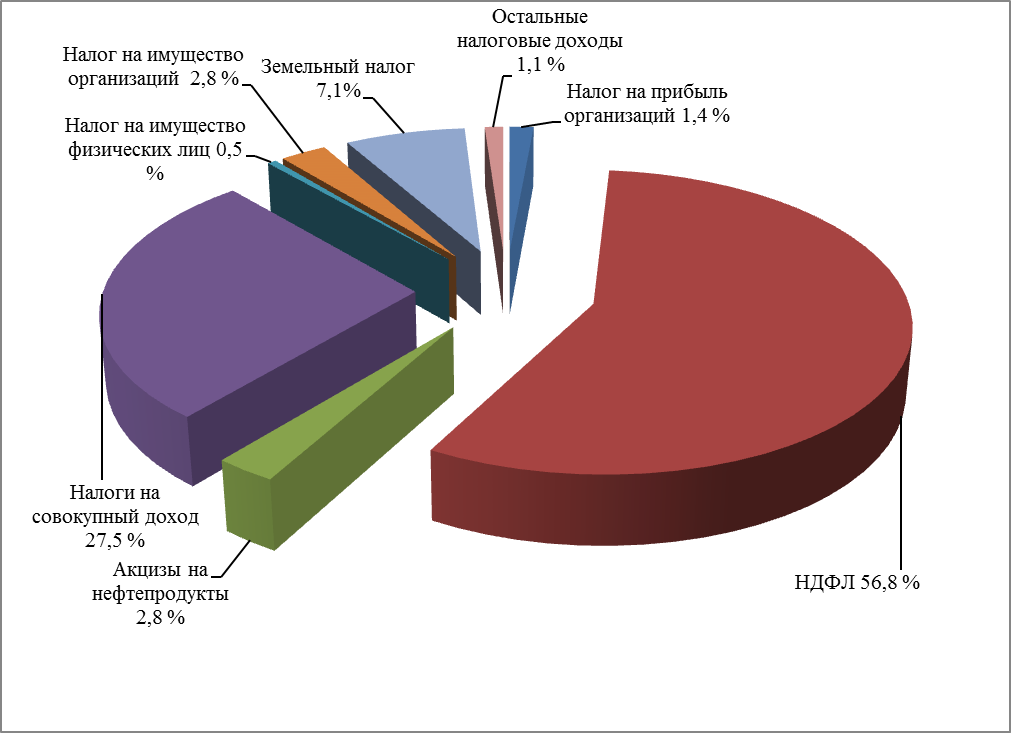 Остальные
налоговые доходы
1,1 %
Налог на имущество
организаций 2,8 %
Земельный налог
7,1%
Налог на прибыль
организаций 1,4 %
Налог на имущество
физических лиц 0,5
%
Налоги на
совокупный доход
27,5 %
Акцизы на
нефтепродукты
2,8 %
НДФЛ 56,8 %